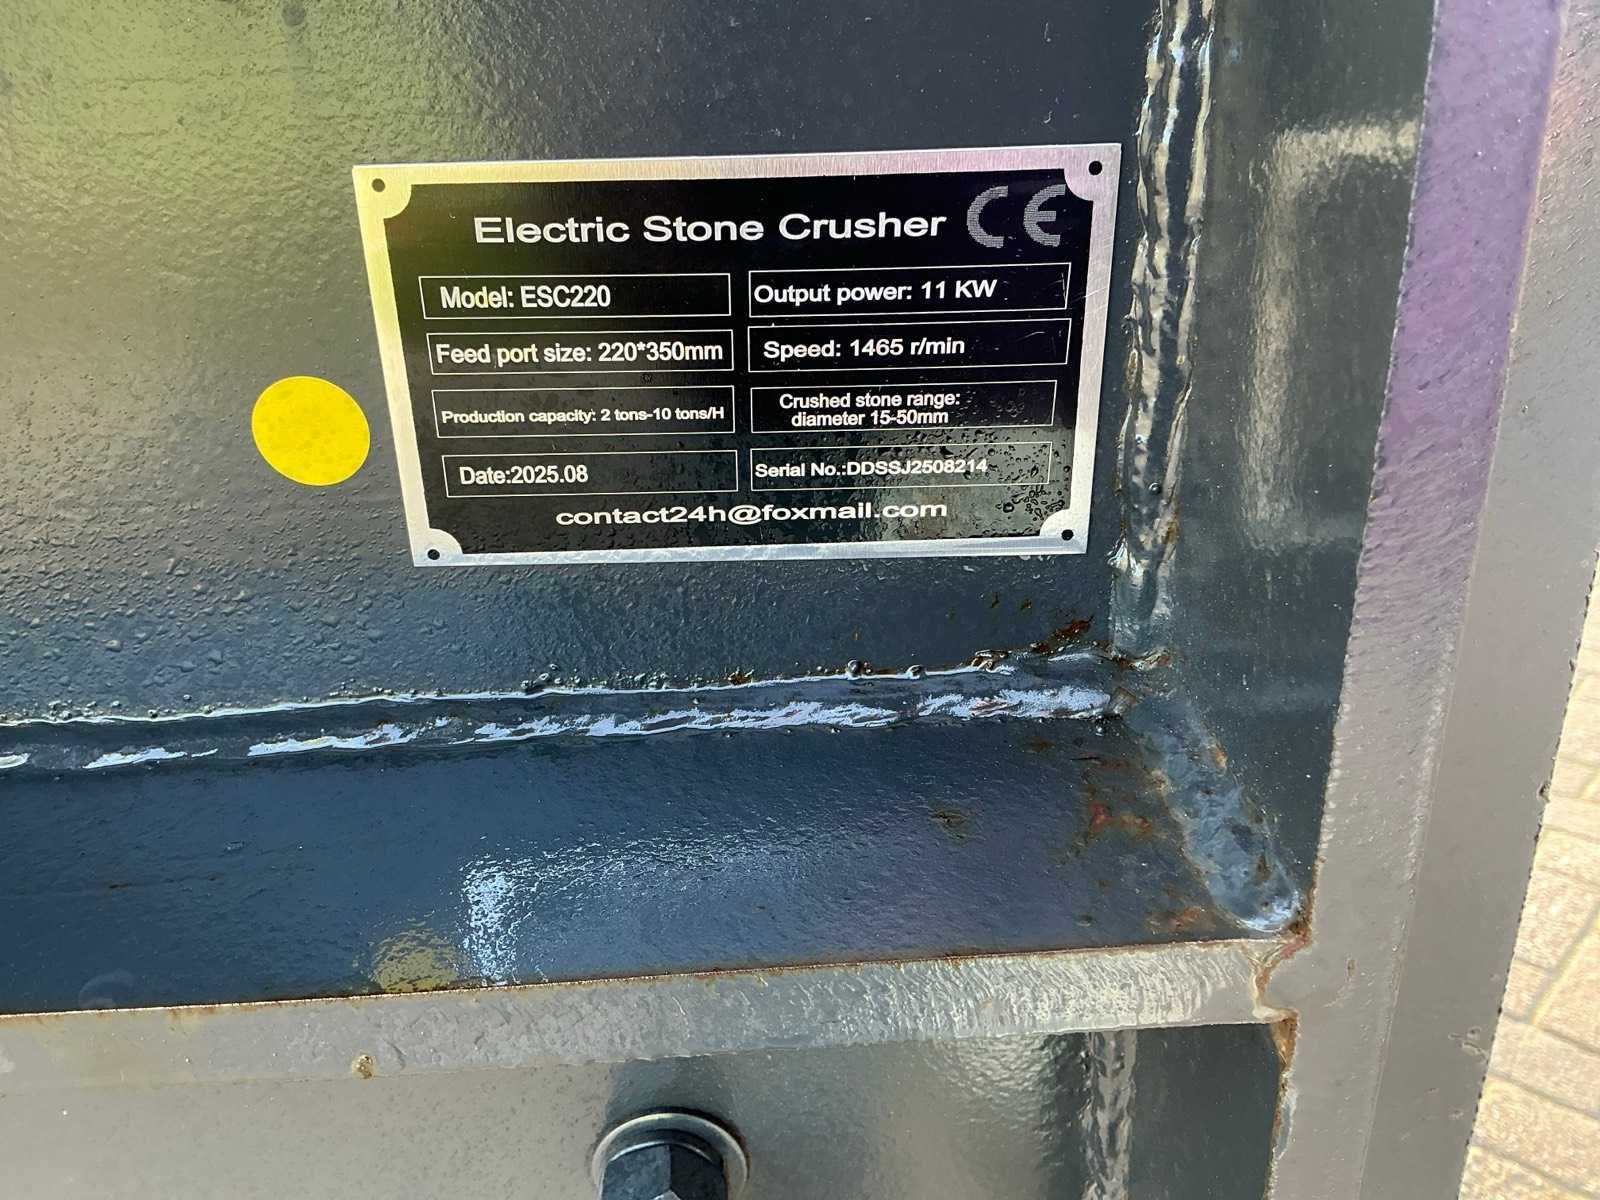 Electric Stone Crusher CE
Model: ESC220
Output power: 11 KW
Feed port size: 220*350mm
Speed: 1465 r/min
Production capacity: 2 tons-10 tons/H
Crushed stone range:
diameter 15-50mm
Date:2025.08
Serial No.:DDSSJ2508214
contact24h@foxmail.com